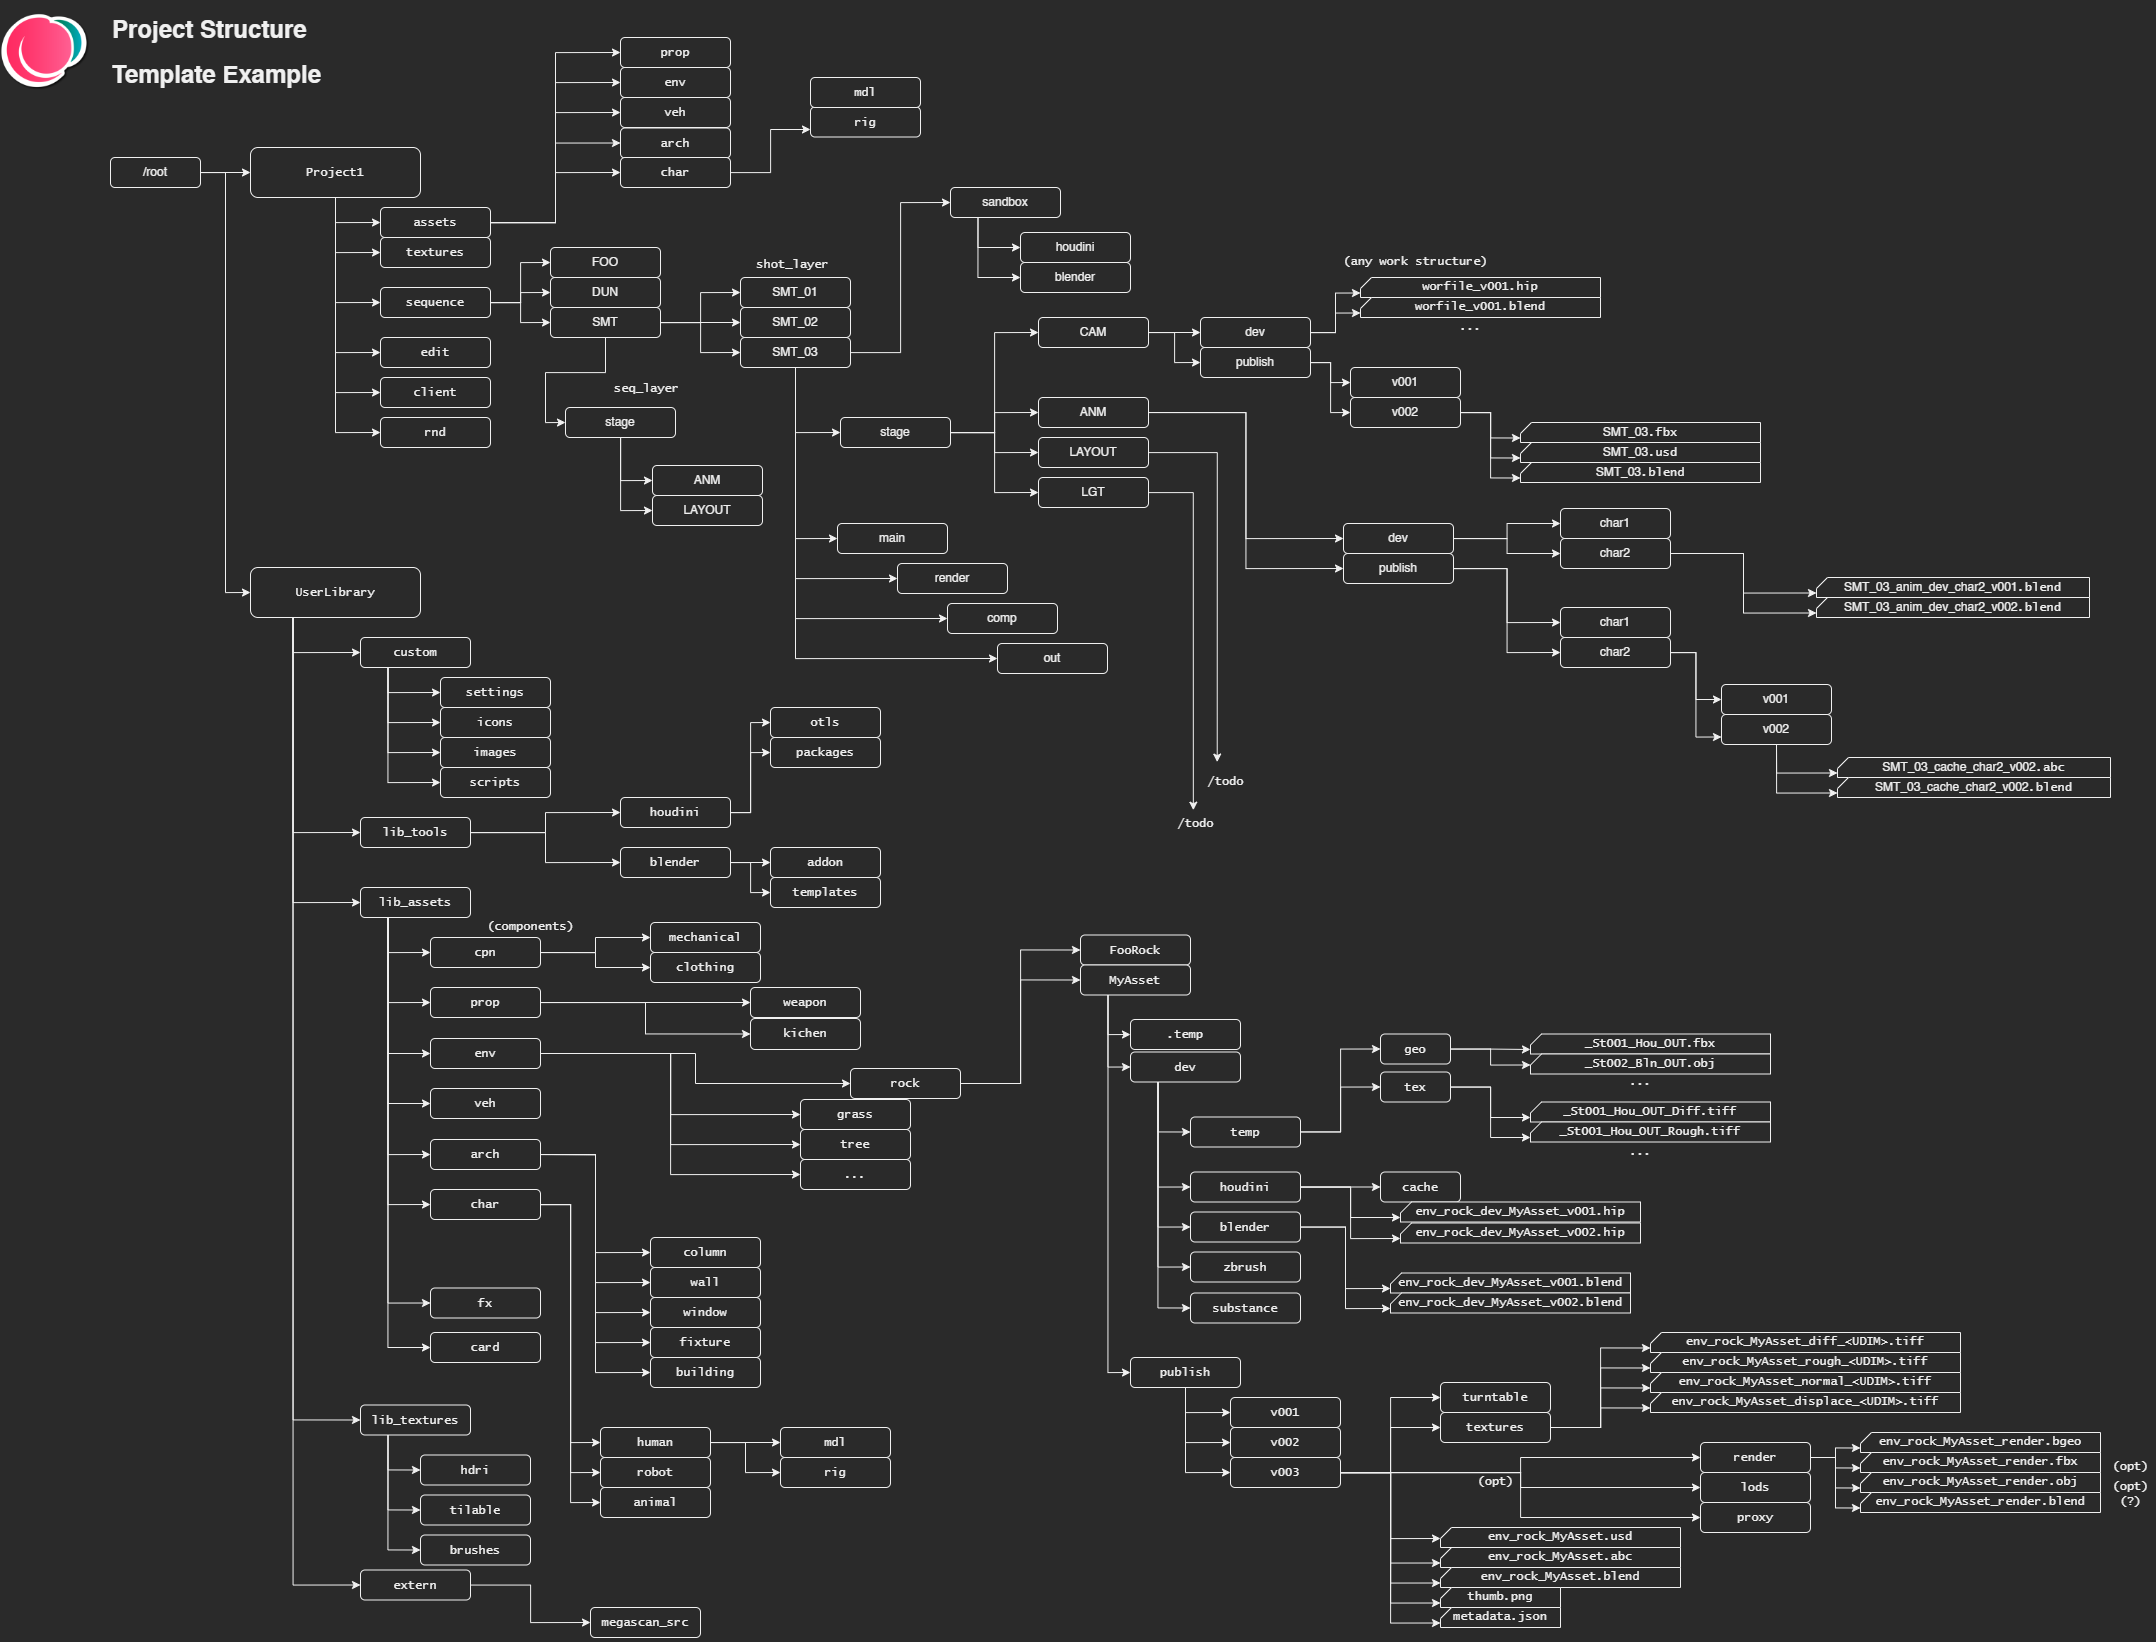 Project Structure
Template Example
/root
Project1
assets
textures
sequence
edit
client
rnd
prop
env
veh
arch
char
mdl
rig
FOO
DUN
SMT
seq_layer
stage
ANM
LAYOUT
shot_layer
SMT_01
SMT_02
SMT_03
sandbox
houdini
blender
stage
main
render
comp
out
CAM
ANM
LAYOUT
LGT
/todo
/todo
dev
publish
(any work structure)
worfile_v001.hip
worfile_v001.blend
...
v001
v002
SMT_03.fbx
SMT_03.usd
SMT_03.blend
dev
publish
char1
char2
SMT_03_anim_dev_char2_v001.blend
SMT_03_anim_dev_char2_v002.blend
char1
char2
v001
v002
SMT_03_cache_char2_v002.abc
SMT_03_cache_char2_v002.blend
UserLibrary
custom
settings
icons
images
scripts
lib_tools
houdini
otls
packages
blender
addon
templates
lib_assets
(components)
cpn
mechanical
clothing
prop
weapon
kichen
env
rock
grass
tree
...
veh
arch
char
fx
card
column
wall
window
fixture
building
human
robot
animal
mdl
rig
FooRock
MyAsset
.temp
dev
temp
geo
_St001_Hou_OUT.fbx
_St002_Bln_OUT.obj
...
tex
_St001_Hou_OUT_Diff.tiff
_St001_Hou_OUT_Rough.tiff
...
houdini
cache
env_rock_dev_MyAsset_v001.hip
env_rock_dev_MyAsset_v002.hip
blender
env_rock_dev_MyAsset_v001.blend
env_rock_dev_MyAsset_v002.blend
zbrush
substance
publish
v001
v002
v003
turntable
textures
env_rock_MyAsset_diff_<UDIM>.tiff
env_rock_MyAsset_rough_<UDIM>.tiff
env_rock_MyAsset_normal_<UDIM>.tiff
env_rock_MyAsset_displace_<UDIM>.tiff
(opt)
render
lods
proxy
env_rock_MyAsset_render.bgeo
env_rock_MyAsset_render.fbx
(opt)
env_rock_MyAsset_render.obj
(opt)
env_rock_MyAsset_render.blend
(?)
env_rock_MyAsset.usd
env_rock_MyAsset.abc
env_rock_MyAsset.blend
thumb.png
metadata.json
lib_textures
hdri
tilable
brushes
extern
megascan_src